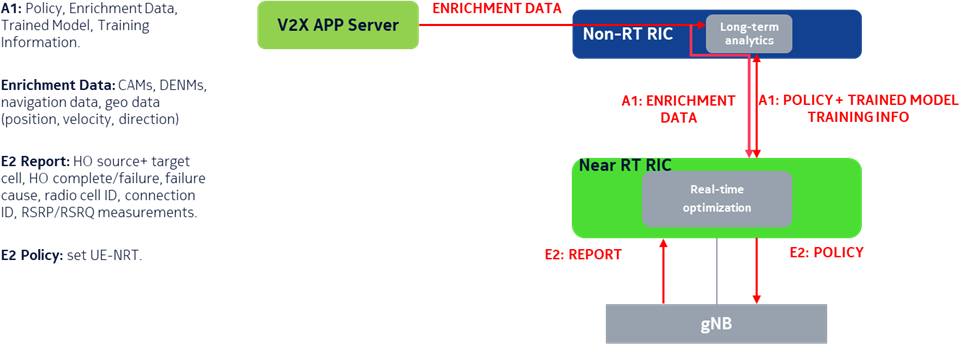 A1: Policy, Enrichment Data,
Trained Model, Training
Information.
Enrichment Data: CAMs, DENMs,
navigation data, geo data
(position, velocity, direction)
E2 Report: HO source+ target
cell, HO complete/failure, failure
cause, radio cell ID, connection
ID, RSRP/RSRQ measurements.
E2 Policy: set UE-NRT.
V2X APP Server
ENRICHMENT DATA
Non-RT RIC
Long-term
analytics
A1: ENRICHMENT
DATA
A1: POLICY + TRAINED MODEL
TRAINING INFO
Near RT RIC
Real-time
optimization
E2: REPORT
E2: POLICY
gNB